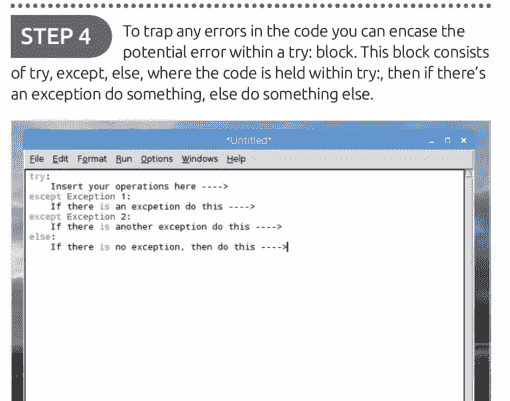 STEP 4
To trap any errors in the code you can encase the
potential error within a try: block. This block consists
of try, except, else, where the code is held within try:, then if there's
an exception do something, else do something else.
*Untitled*
File Edit Format Run Options Windows Help
try:
    Insert your operations here ---->
except Exception 1:
    If there is an excpetion do this ---->
except Exception 2:
    If there is another exception do this ---->
else:
    If there is no exception, then do this ---->